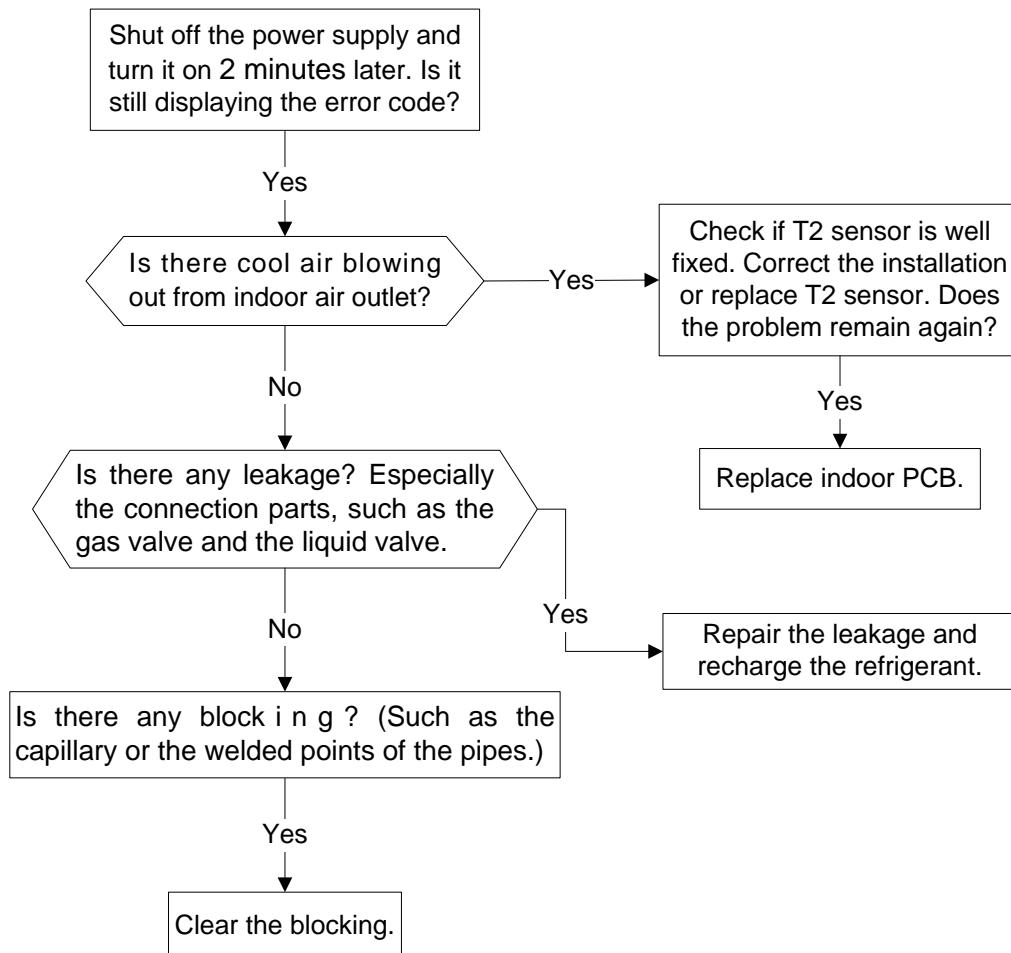 Shut off the power supply and
turn it on 2 minutes later. Is it
still displaying the error code?
Yes
Is there cool air blowing
out from indoor air outlet?
Yes
Check if T2 sensor is well
fixed. Correct the installation
or replace T2 sensor. Does
the problem remain again?
Yes
Replace indoor PCB.
No
Is there any leakage? Especially
the connection parts, such as the
gas valve and the liquid valve.
Yes
Repair the leakage and
recharge the refrigerant.
No
Is there any blocking? (Such as the
capillary or the welded points of the pipes.)
Yes
Clear the blocking.